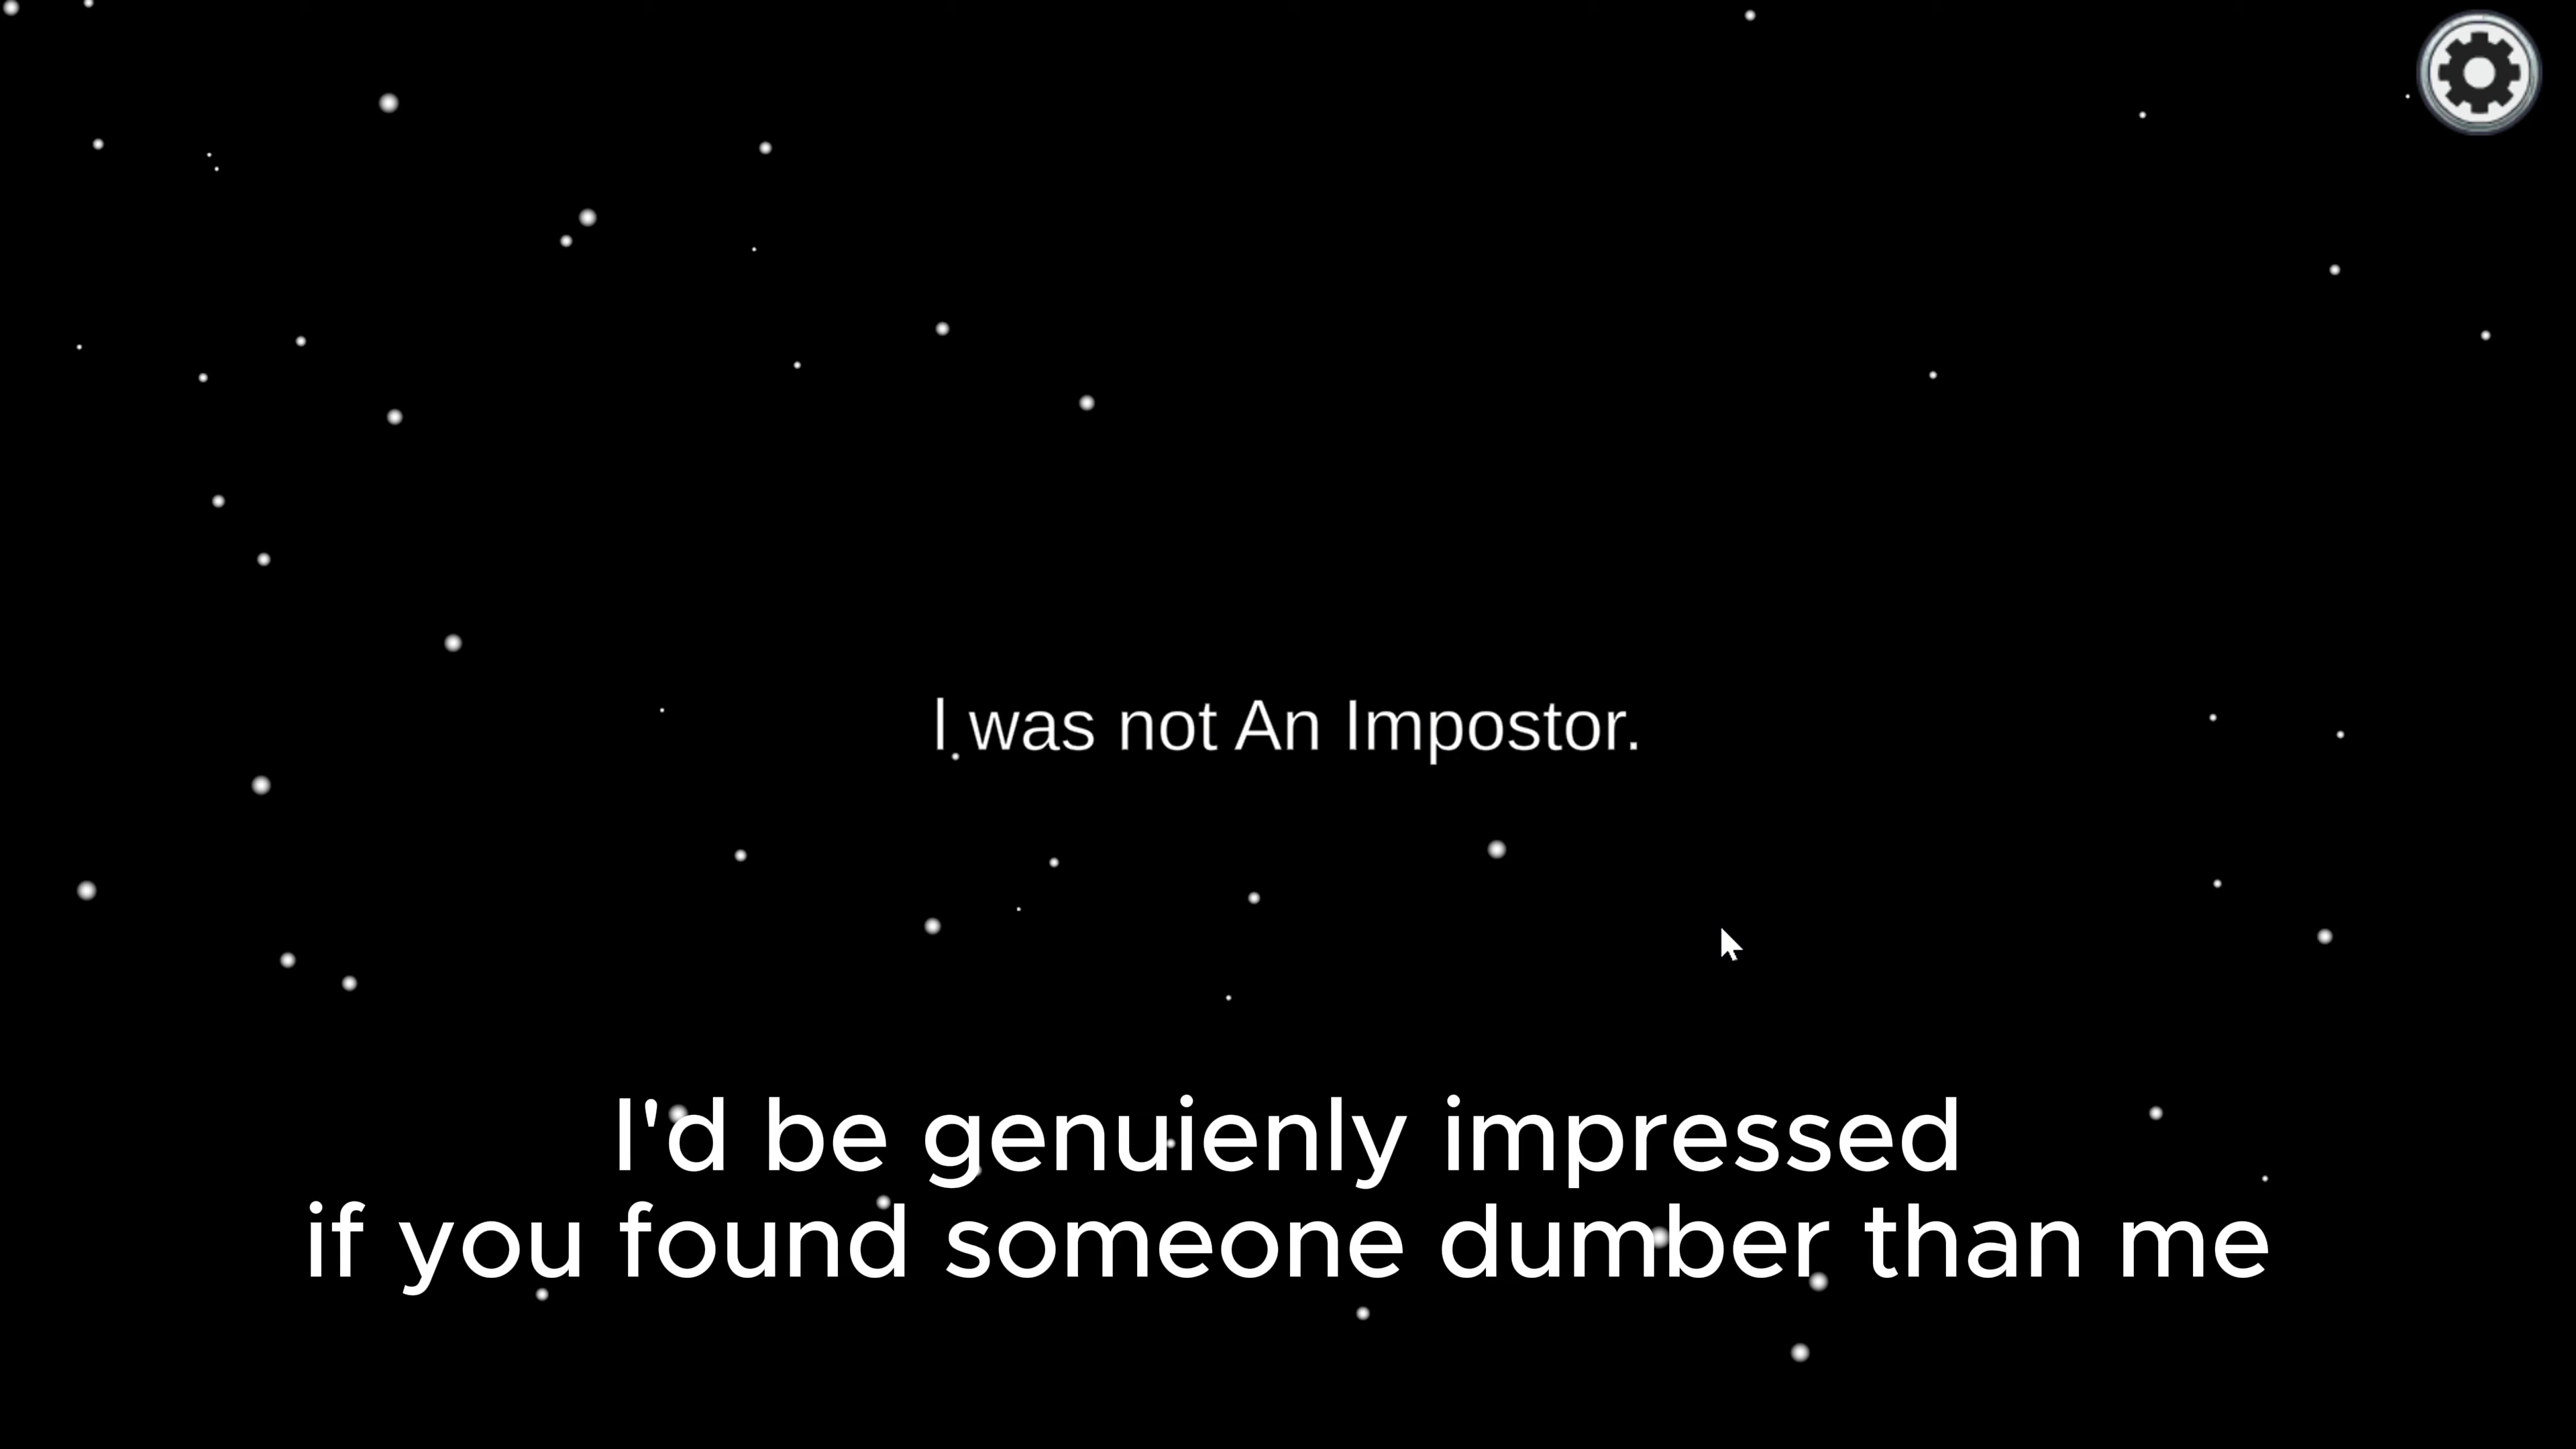 I was not An Impostor.
I'd be genuienly impressed
if you found someone dumber than me